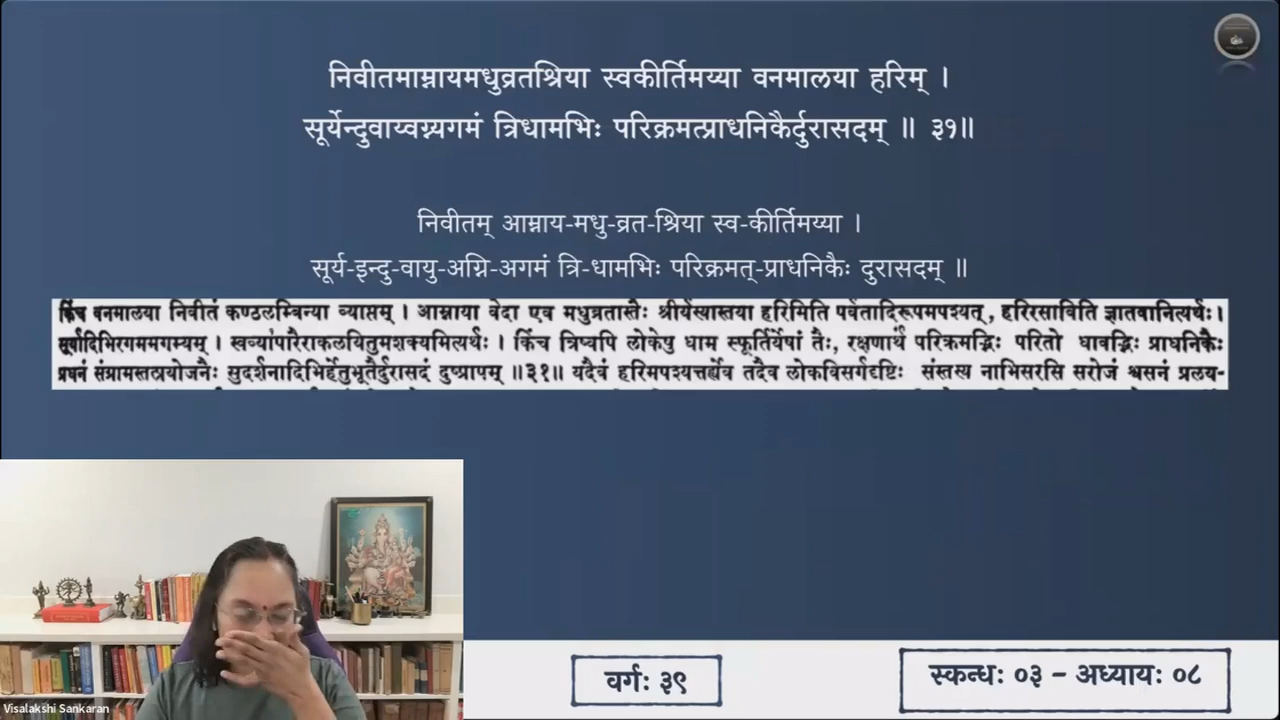 निवीतमाम्नायमधुव्रतश्रिया स्वकीर्तिमय्या वनमालया हरिम् ।
सूर्येन्दुवाय्वग्न्यगमं त्रिधामभिः परिक्रमत्प्राधनिकैर्दुरासदम् ॥ ३१॥
निवीतम् आम्नाय-मधु-व्रत-श्रिया स्व-कीर्तिमय्या ।
सूर्य-इन्दु-वायु-अग्नि-अगमं त्रि-धामभिः परिक्रमत्-प्राधनिकैः दुरासदम् ॥
किंच वनमालया निवीतं कण्ठलम्बिन्या व्याप्तम् । आम्नाया वेदा एव मधुव्रतास्तैः श्रीर्यस्यास्तया हरिमिति पर्वतादिरूपमपश्यत्, हरिरसाविति ज्ञातवानित्यर्थः।
सूर्यादिभिरगममगम्यम् । स्वव्यापारैराकलयितुमशक्यमित्यर्थः । किंच त्रिष्वपि लोकेषु धाम स्फूर्तिर्येषां तैः, रक्षणार्थं परिक्रमद्भिः परितो धावद्भिः प्राधनिकैः
प्रधनं संग्रामस्तत्प्रयोजनैः सुदर्शनादिभिर्हेतुभूतैर्दुरासदं दुष्प्रापम् ॥३१॥ यदैवं हरिमपश्यत्तर्ह्येव तदैव लोकविसर्गदृष्टिः संस्तस्य नाभिसरसि सरोजं श्वसनं प्रलय-
Visalakshi Sankaran
वर्गः ३९
स्कन्धः ०३ – अध्यायः ०८